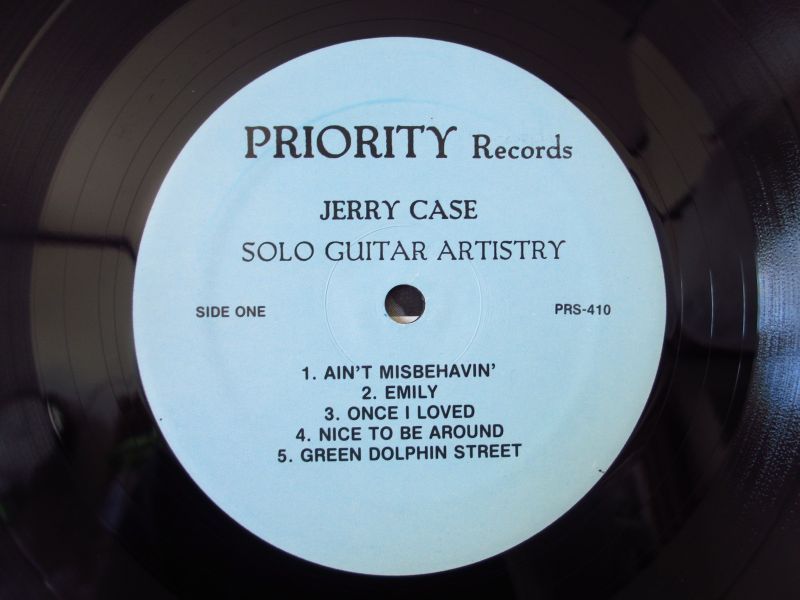 PRIORITY Records
JERRY CASE
SOLO GUITAR ARTISTRY
SIDE ONE
PRS-410
1. AIN'T MISBEHAVIN'
2. EMILY
3. ONCE I LOVED
4. NICE TO BE AROUND
5. GREEN DOLPHIN STREET